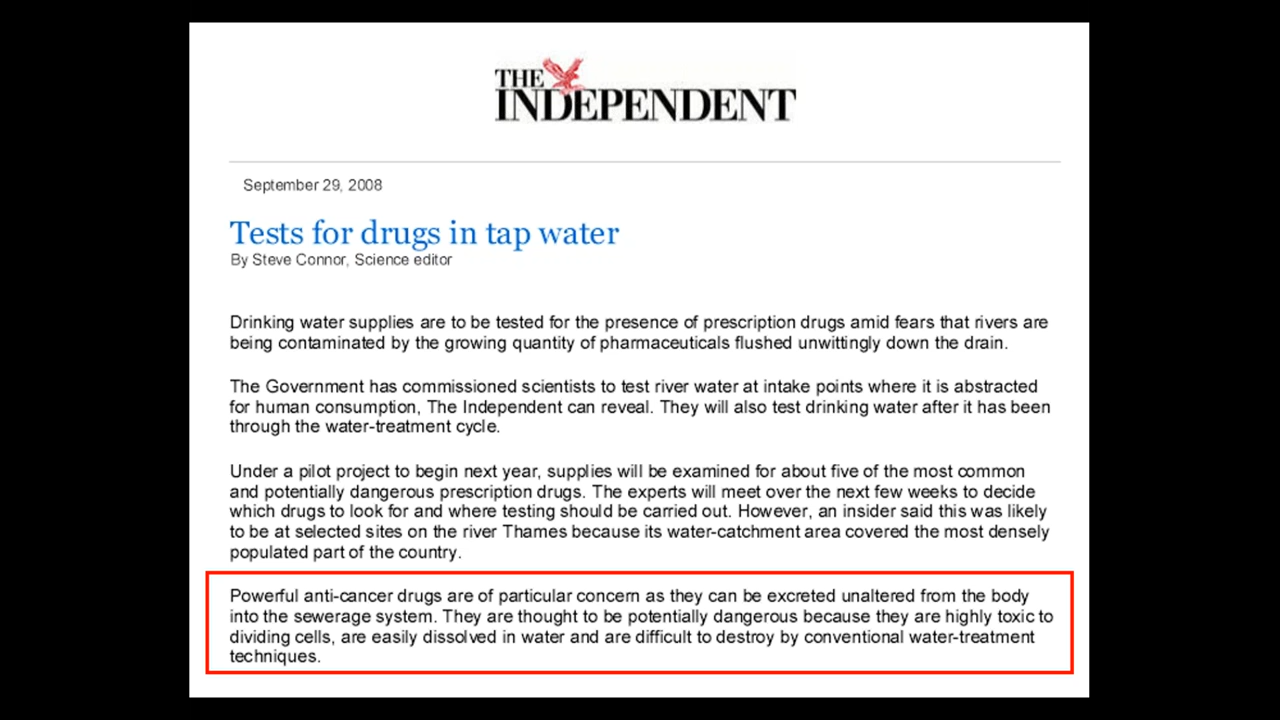 THE
INDEPENDENT
September 29, 2008
Tests for drugs in tap water
By Steve Connor, Science editor
Drinking water supplies are to be tested for the presence of prescription drugs amid fears that rivers are
being contaminated by the growing quantity of pharmaceuticals flushed unwittingly down the drain.
The Government has commissioned scientists to test river water at intake points where it is abstracted
for human consumption, The Independent can reveal. They will also test drinking water after it has been
through the water-treatment cycle.
Under a pilot project to begin next year, supplies will be examined for about five of the most common
and potentially dangerous prescription drugs. The experts will meet over the next few weeks to decide
which drugs to look for and where testing should be carried out. However, an insider said this was likely
to be at selected sites on the river Thames because its water-catchment area covered the most densely
populated part of the country.
Powerful anti-cancer drugs are of particular concern as they can be excreted unaltered from the body
into the sewerage system. They are thought to be potentially dangerous because they are highly toxic to
dividing cells, are easily dissolved in water and are difficult to destroy by conventional water-treatment
techniques.